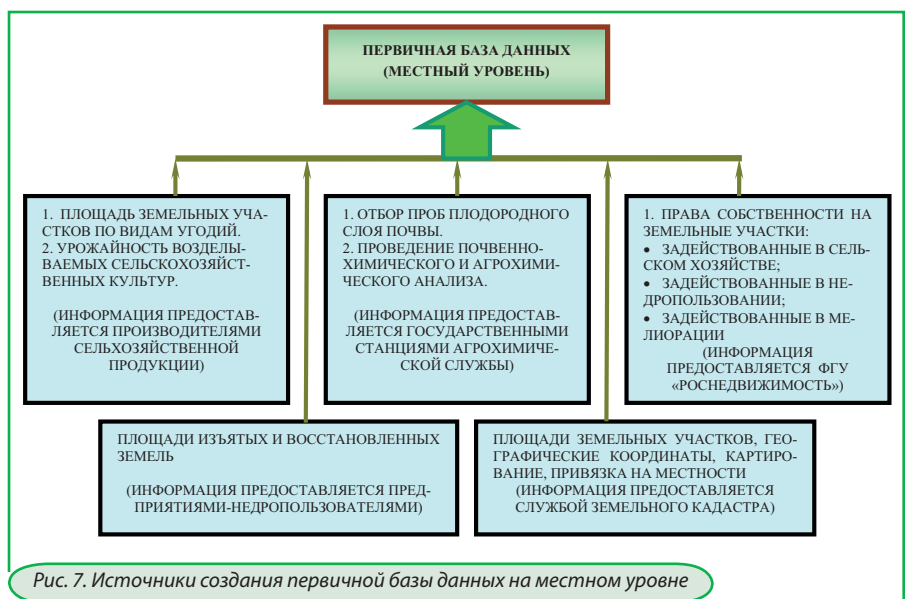 ПЕРВИЧНАЯ БАЗА ДАННЫХ
(МЕСТНЫЙ УРОВЕНЬ)
1. ПЛОЩАДЬ ЗЕМЕЛЬНЫХ УЧА-
СТКОВ ПО ВИДАМ УГОДИЙ.
2. УРОЖАЙНОСТЬ ВОЗДЕЛЫ-
ВАЕМЫХ СЕЛЬСКОХОЗЯЙСТ-
ВЕННЫХ КУЛЬТУР.
(ИНФОРМАЦИЯ ПРЕДОСТАВ-
ЛЯЕТСЯ ПРОИЗВОДИТЕЛЯМИ
СЕЛЬХОЗЯЙСТВЕННОЙ
ПРОДУКЦИИ)
1. ОТБОР ПРОБ ПЛОДОРОДНОГО
СЛОЯ ПОЧВЫ.
2. ПРОВЕДЕНИЕ ПОЧВЕННО-
ХИМИЧЕСКОГО И АГРОХИМИ-
ЧЕСКОГО АНАЛИЗА.
(ИНФОРМАЦИЯ ПРЕДОСТАВ-
ЛЯЕТСЯ ГОСУДАРСТВЕННЫМИ
СТАНЦИЯМИ АГРОХИМИЧЕ-
СКОЙ СЛУЖБЫ)
1. ПРАВА СОБСТВЕННОСТИ НА
ЗЕМЕЛЬНЫЕ УЧАСТКИ:
• ЗАДЕЙСТВОВАННЫЕ В СЕЛЬ-
СКОМ ХОЗЯЙСТВЕ;
• ЗАДЕЙСТВОВАННЫЕ В НЕ-
ДРОПОЛЬЗОВАНИИ;
• ЗАДЕЙСТВОВАННЫЕ В МЕ-
ЛИОРАЦИИ
(ИНФОРМАЦИЯ
ПРЕДОСТАВЛЯЕТСЯ ФГУ
«РОСНЕДВИЖИМОСТЬ»)
ПЛОЩАДИ ИЗЪЯТЫХ И ВОССТАНОВЛЕННЫХ
ЗЕМЕЛЬ
(ИНФОРМАЦИЯ ПРЕДОСТАВЛЯЕТСЯ ПРЕД-
ПРИЯТИЯМИ-НЕДРОПОЛЬЗОВАТЕЛЯМИ)
ПЛОЩАДИ ЗЕМЕЛЬНЫХ УЧАСТКОВ, ГЕО-
ГРАФИЧЕСКИЕ КООРДИНАТЫ, КАРТИРО-
ВАНИЕ, ПРИВЯЗКА НА МЕСТНОСТИ
(ИНФОРМАЦИЯ ПРЕДОСТАВЛЯЕТСЯ
СЛУЖБОЙ ЗЕМЕЛЬНОГО КАДАСТРА)
Рис. 7. Источники создания первичной базы данных на местном уровне